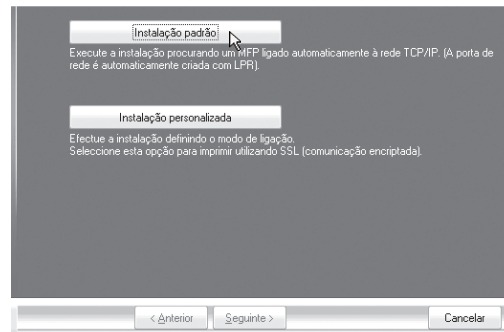 Instalação padrão
Execute a instalação procurando um MFP ligado automaticamente à rede TCP/IP. (A porta de
rede é automaticamente criada com LPR).
Instalação personalizada
Efectue a instalação definindo o modo de ligação.
Seleccione esta opção para imprimir utilizando SSL (comunicação encriptada).
< Anterior Seguinte > Cancelar